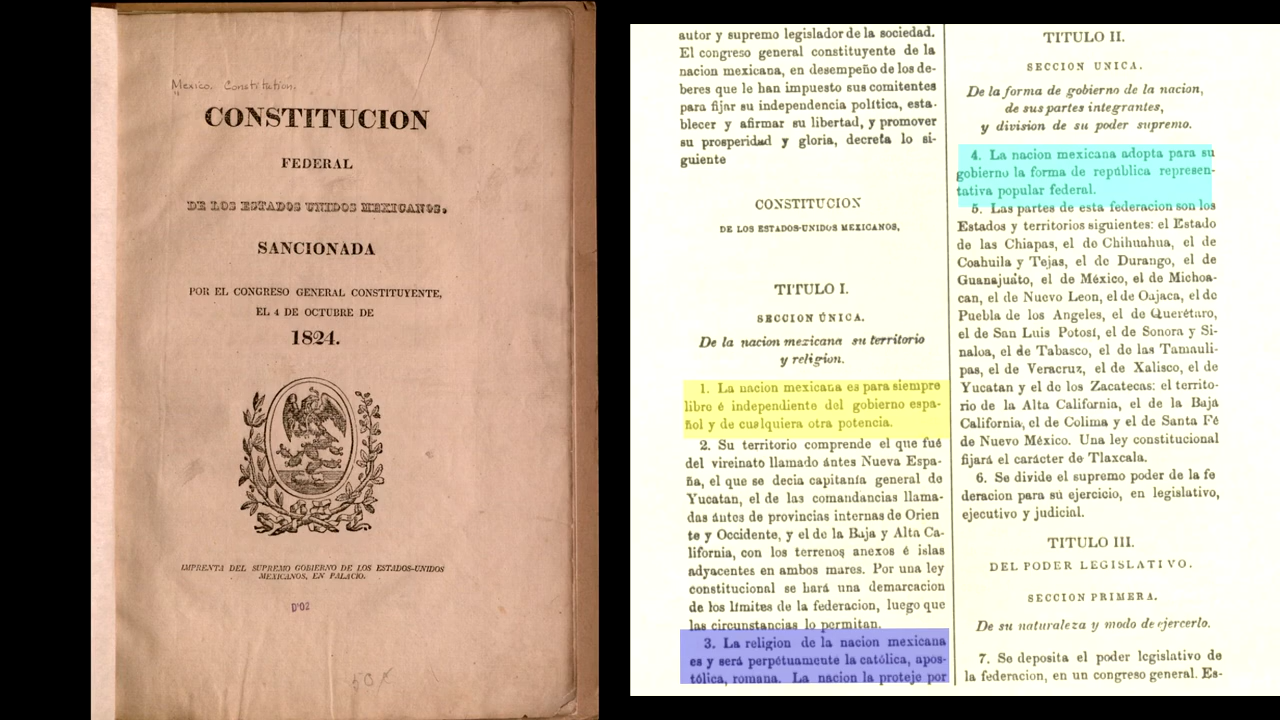 Mexico. Constitution.
CONSTITUCION
FEDERAL
DE LOS ESTADOS UNIDOS MEXICANOS,
SANCIONADA
POR EL CONGRESO GENERAL CONSTITUYENTE,
EL 4 DE OCTUBRE DE
1824.
IMPRENTA DEL SUPREMO GOBIERNO DE LOS ESTADOS-UNIDOS
MEXICANOS, EN PALACIO.
D'02
autor y supremo legislador de la sociedad.
El congreso general constituyente de la
nacion mexicana, en desempeño de los de-
beres que le han impuesto sus comitentes
para fijar su independencia política, esta-
blecer y afirmar su libertad, y promover
su prosperidad y gloria, decreta lo si-
guiente
CONSTITUCION
DE LOS ESTADOS-UNIDOS MEXICANOS,
TITULO I.
SECCION ÚNICA.
De la nacion mexicana su territorio
y religion.
1. La nacion mexicana es para siempre
libre é independiente del gobierno espa-
ñol y de cualquiera otra potencia.
2. Su territorio comprende el que fué
del vireinato llamado ántes Nueva Espa-
ña, el que se decia capitanía general de
Yucatan, el de las comandancias llama-
das ántes de provincias internas de Orien
te y Occidente, y el de la Baja y Alta Ca-
lifornia, con los terrenos anexos é islas
adyacentes en ambos mares. Por una ley
constitucional se hará una demarcacion
de los límites de la federacion, luego que
las circunstancias lo permitan.
3. La religion de la nacion mexicana
es y será perpétuamente la católica, apos-
tólica, romana. La nacion la proteje por
TITULO II.
SECCION UNICA.
De la forma de gobierno de la nacion,
de sus partes integrantes,
y division de su poder supremo.
4. La nacion mexicana adopta para su
gobierno la forma de república represen-
tativa popular federal.
5. Las partes de esta federacion son los
Estados y territorios siguientes: el Estado
de las Chiapas, el de Chihuahua, el de
Coahuila y Tejas, el de Durango, el de
Guanajuato, el de México, el de Michoa-
can, el de Nuevo Leon, el de Oajaca, el de
Puebla de los Angeles, el de Querétaro,
el de San Luis Potosí, el de Sonora y Si-
naloa, el de Tabasco, el de las Tamauli-
pas, el de Veracruz, el de Xalisco, el de
Yucatan y el de los Zacatecas: el territo-
rio de la Alta California, el de la Baja
California, el de Colima y el de Santa Fé
de Nuevo México. Una ley constitucional
fijará el carácter de Tlaxcala.
6. Se divide el supremo poder de la fe
deracion para su ejercicio, en legislativo,
ejecutivo y judicial.
TITULO III.
DEL PODER LEGISLATIVO.
SECCION PRIMERA.
De su naturaleza y modo de ejercerlo.
7. Se deposita el poder legislativo de
la federacion, en un congreso general. Es-